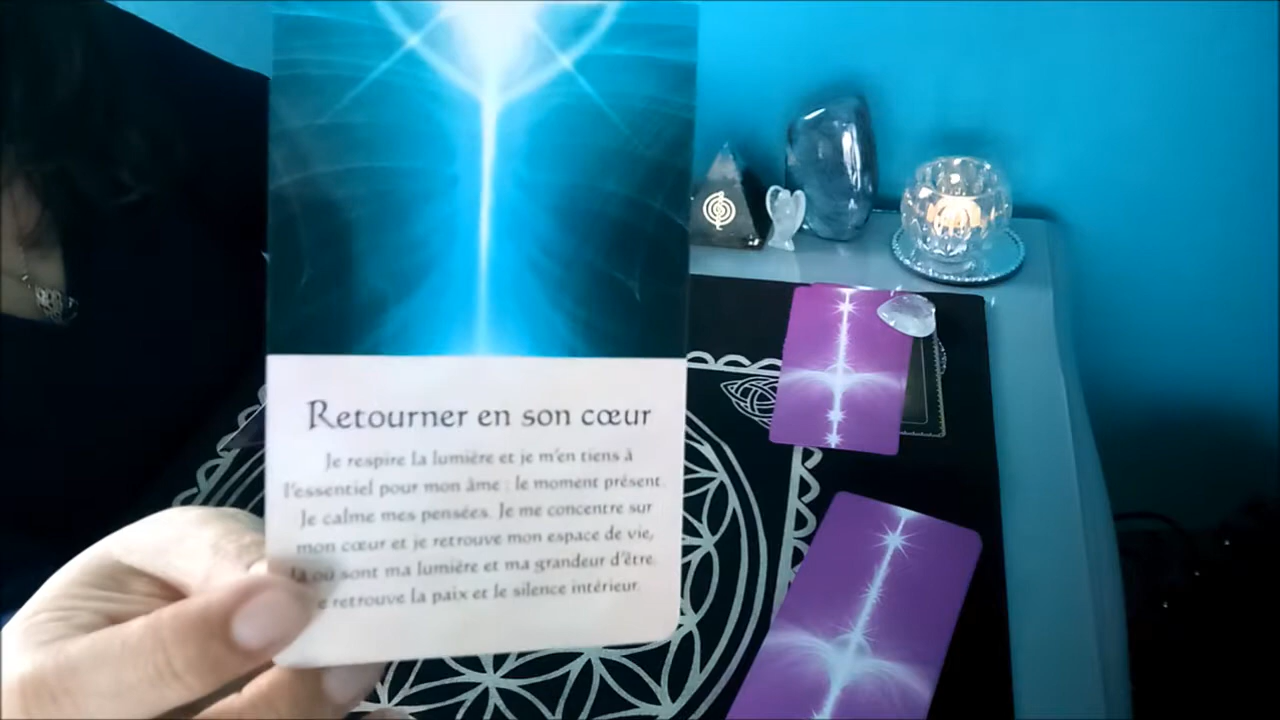 Retourner en son cœur
Je respire la lumière et je m'en tiens à
l'essentiel pour mon âme : le moment présent.
Je calme mes pensées. Je me concentre sur
mon cœur et je retrouve mon espace de vie,
là où sont ma lumière et ma grandeur d'être.
e retrouve la paix et le silence intérieur.